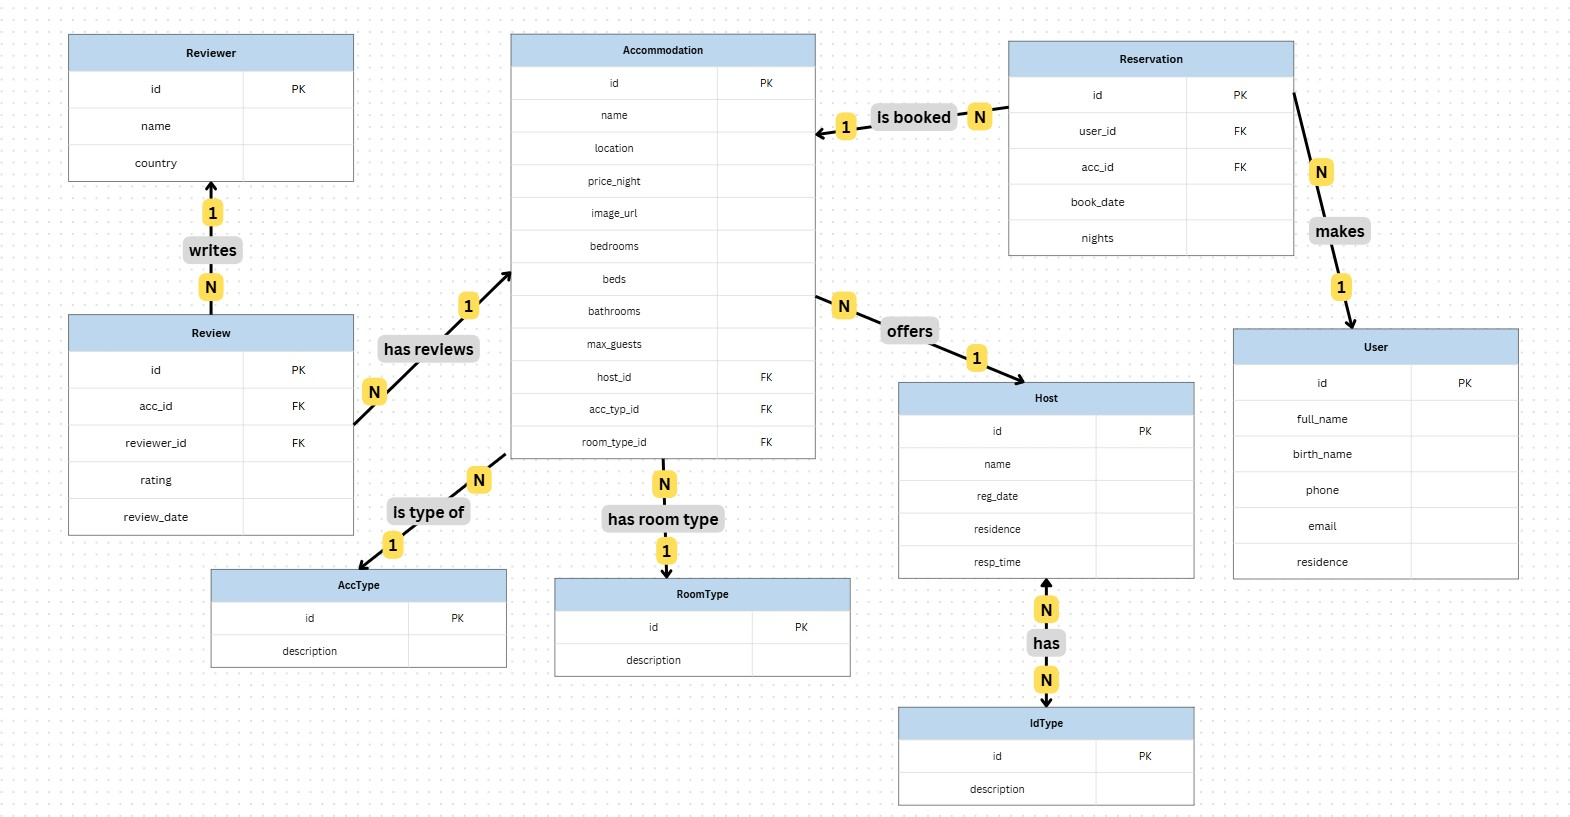 Reviewer
id PK
name
country
1
writes
N
Review
id PK
acc_id FK
reviewer_id FK
rating
review_date
N
has reviews
1
Accommodation
id PK
name
location
price_night
image_url
bedrooms
beds
bathrooms
max_guests
host_id FK
acc_typ_id FK
room_type_id FK
1
is booked
N
Reservation
id PK
user_id FK
acc_id FK
book_date
nights
N
makes
1
User
id PK
full_name
birth_name
phone
email
residence
N
offers
1
Host
id PK
name
reg_date
residence
resp_time
N
has
N
IdType
id PK
description
N
is type of
1
AccType
id PK
description
N
has room type
1
RoomType
id PK
description